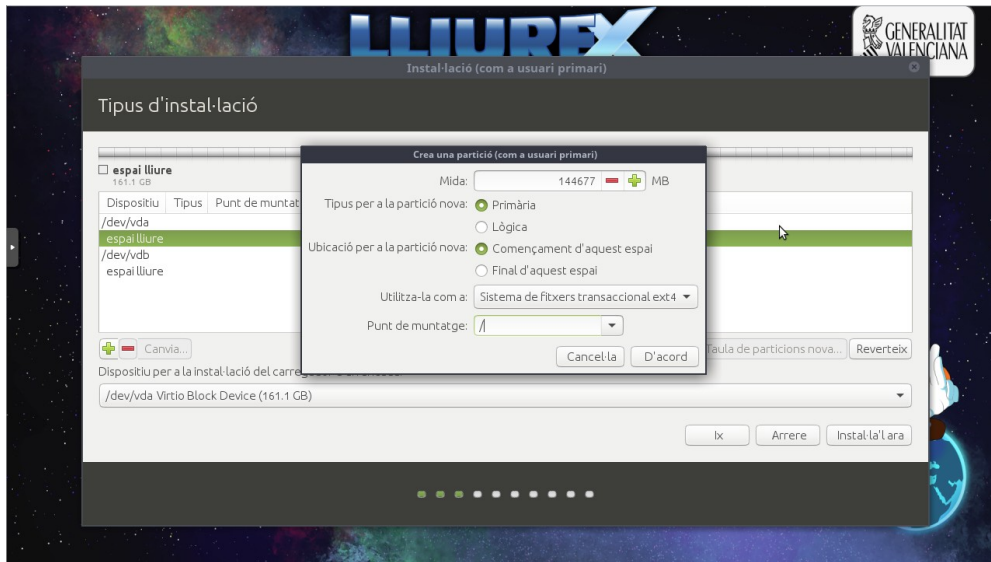 LLIUREX
GENERALITAT
VALENCIANA
Instal·lació (com a usuari primari)
Tipus d'instal·lació
espai lliure
161.1 GB
Dispositiu Tipus Punt de muntat
/dev/vda
espai lliure
/dev/vdb
espai lliure
Canvia...
Taula de particions nova... Reverteix
Dispositiu per a la instal·lació del
/dev/vda Virtio Block Device (161.1 GB)
Ix Arrere Instal·la'l ara
Crea una partició (com a usuari primari)
Mida: 144677 MB
Tipus per a la partició nova: Primària
Lògica
Ubicació per a la partició nova: Començament d'aquest espai
Final d'aquest espai
Utilitza-la com a: Sistema de fitxers transaccional ext4
Punt de muntatge: /
Cancel·la D'acord